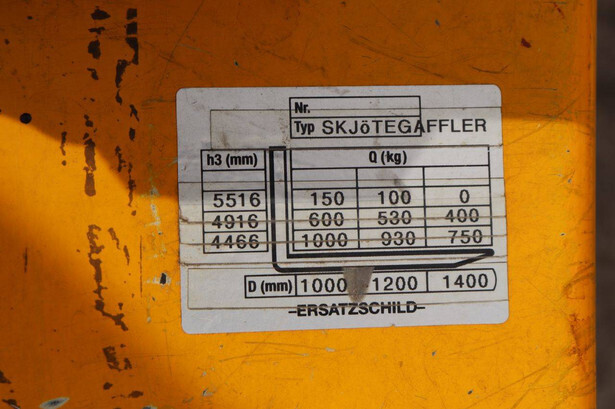 Nr.
Typ SKJöTEGAFFLER
h3 (mm) Q (kg)
5516 150 100 0
4916 600 530 400
4466 1000 930 750
D (mm) 1000 1200 1400
-ERSATZSCHILD-